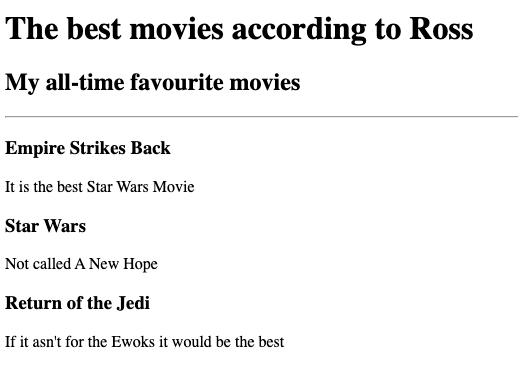 The best movies according to Ross
My all-time favourite movies
Empire Strikes Back
It is the best Star Wars Movie
Star Wars
Not called A New Hope
Return of the Jedi
If it asn't for the Ewoks it would be the best